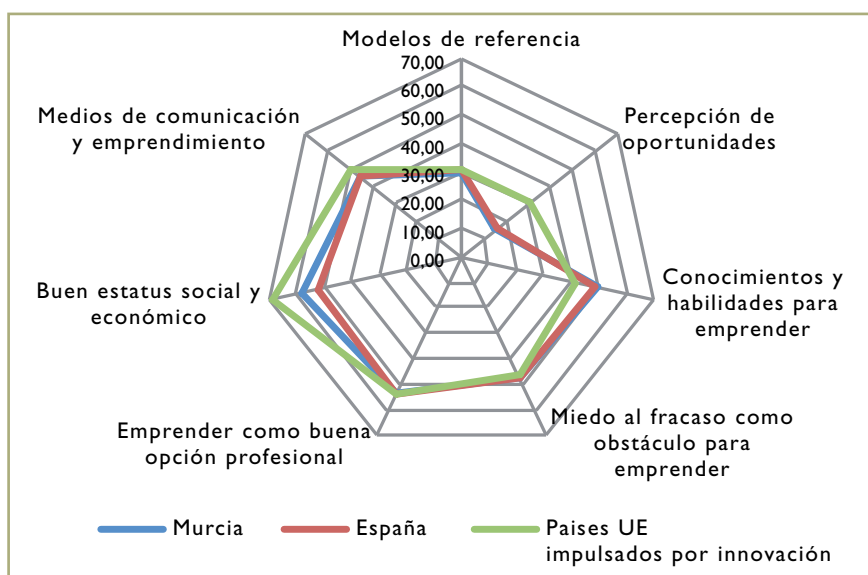 Modelos de referencia
70,00
60,00
50,00
40,00
30,00
20,00
10,00
0,00
Percepción de
oportunidades
Conocimientos y
habilidades para
emprender
Miedo al fracaso como
obstáculo para
emprender
Emprender como buena
opción profesional
Buen estatus social y
económico
Medios de comunicación
y emprendimiento
Murcia
España
Paises UE
impulsados por innovación